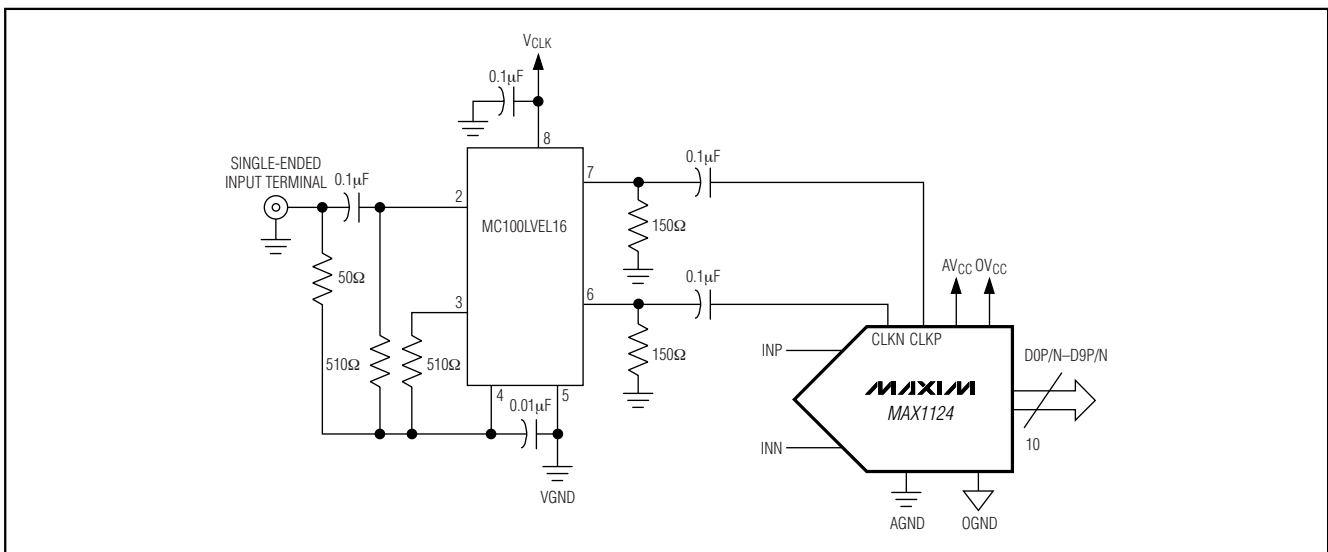 V_CLK
0.1µF
8
SINGLE-ENDED
INPUT TERMINAL
0.1µF
2
7
0.1µF
MC100LVEL16
150Ω
50Ω
0.1µF
AV_CC OV_CC
3
6
510Ω
510Ω
150Ω
CLKN CLKP
INP
D0P/N–D9P/N
MAXIM
MAX1124
4
0.01µF
5
10
INN
VGND
AGND
OGND